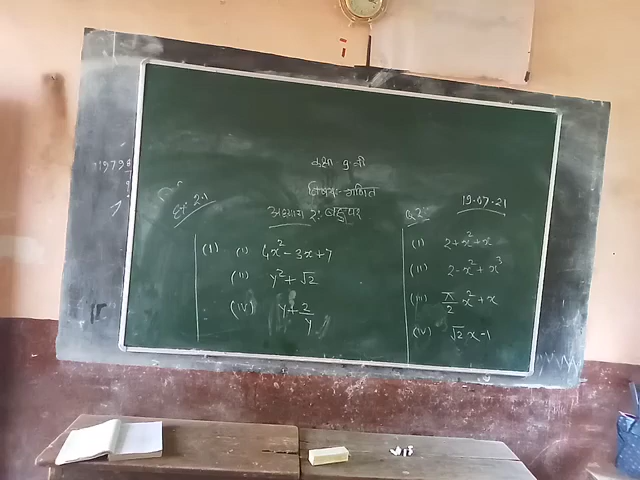 कक्षा 9 वी
विषय:- गणित
अध्याय 2: बहुपद
19.07.21
Ex: 2.1
(1) (i) 4x² - 3x + 7
(ii) y² + √2
(iv) y + 2/y
Q 2:
(i) 2 + x² + x
(ii) 2 - x² + x³
(iii) π/2 x² + x
(iv) √2 x - 1